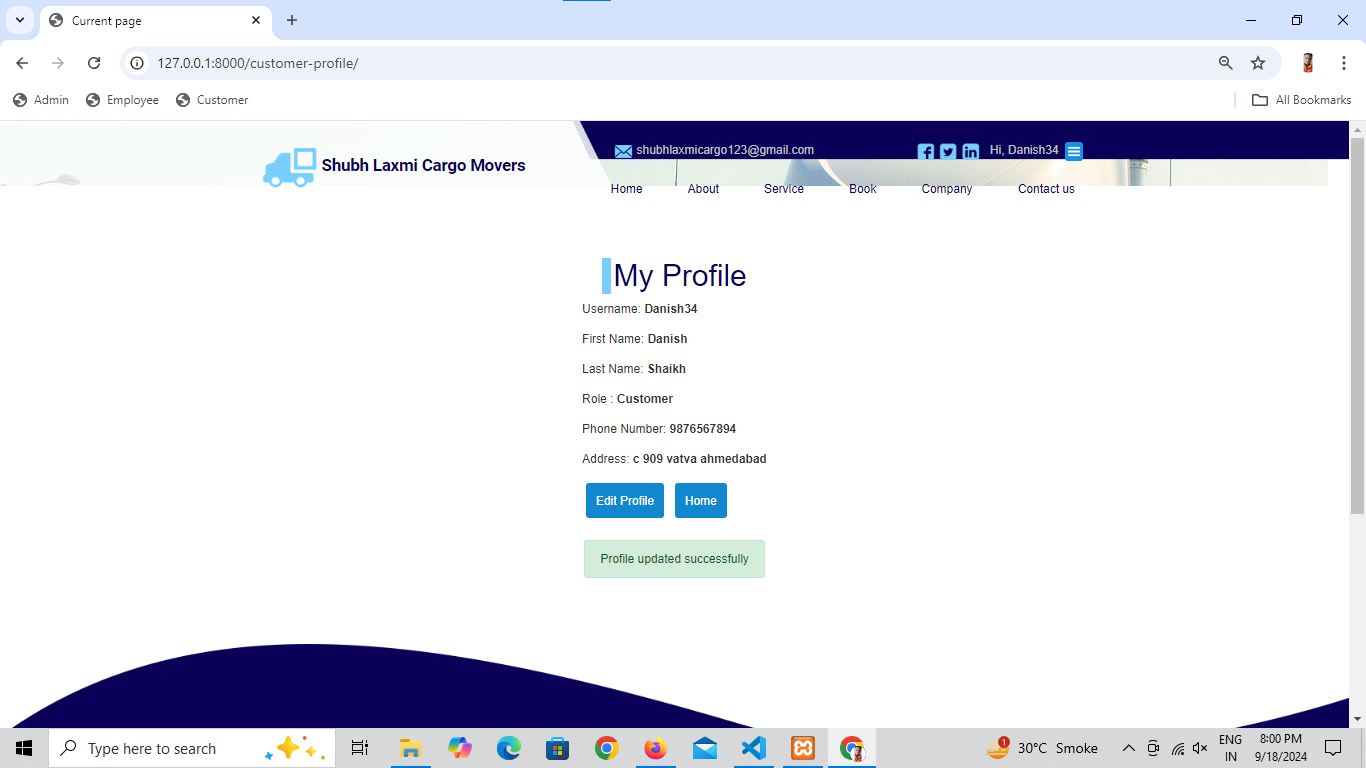 Current page
127.0.0.1:8000/customer-profile/
Admin Employee Customer All Bookmarks
Shubh Laxmi Cargo Movers
shubhlaxmicargo123@gmail.com Hi, Danish34
Home About Service Book Company Contact us
My Profile
Username: Danish34
First Name: Danish
Last Name: Shaikh
Role : Customer
Phone Number: 9876567894
Address: c 909 vatva ahmedabad
Edit Profile Home
Profile updated successfully
Type here to search
1
30°C Smoke
ENG
IN
8:00 PM
9/18/2024